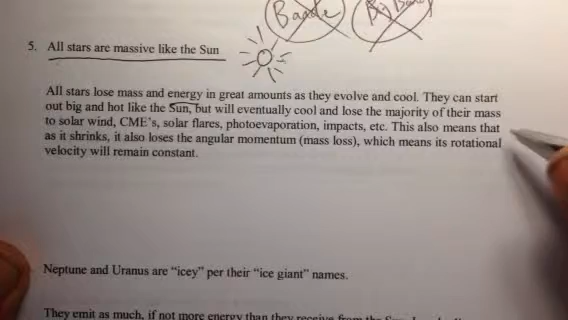 Big Bang
5. All stars are massive like the Sun
All stars lose mass and energy in great amounts as they evolve and cool. They can start
out big and hot like the Sun, but will eventually cool and lose the majority of their mass
to solar wind, CME's, solar flares, photoevaporation, impacts, etc. This also means that
as it shrinks, it also loses the angular momentum (mass loss), which means its rotational
velocity will remain constant.
Neptune and Uranus are “icey” per their “ice giant” names.
They emit as much, if not more energy than they receive from the Sun.